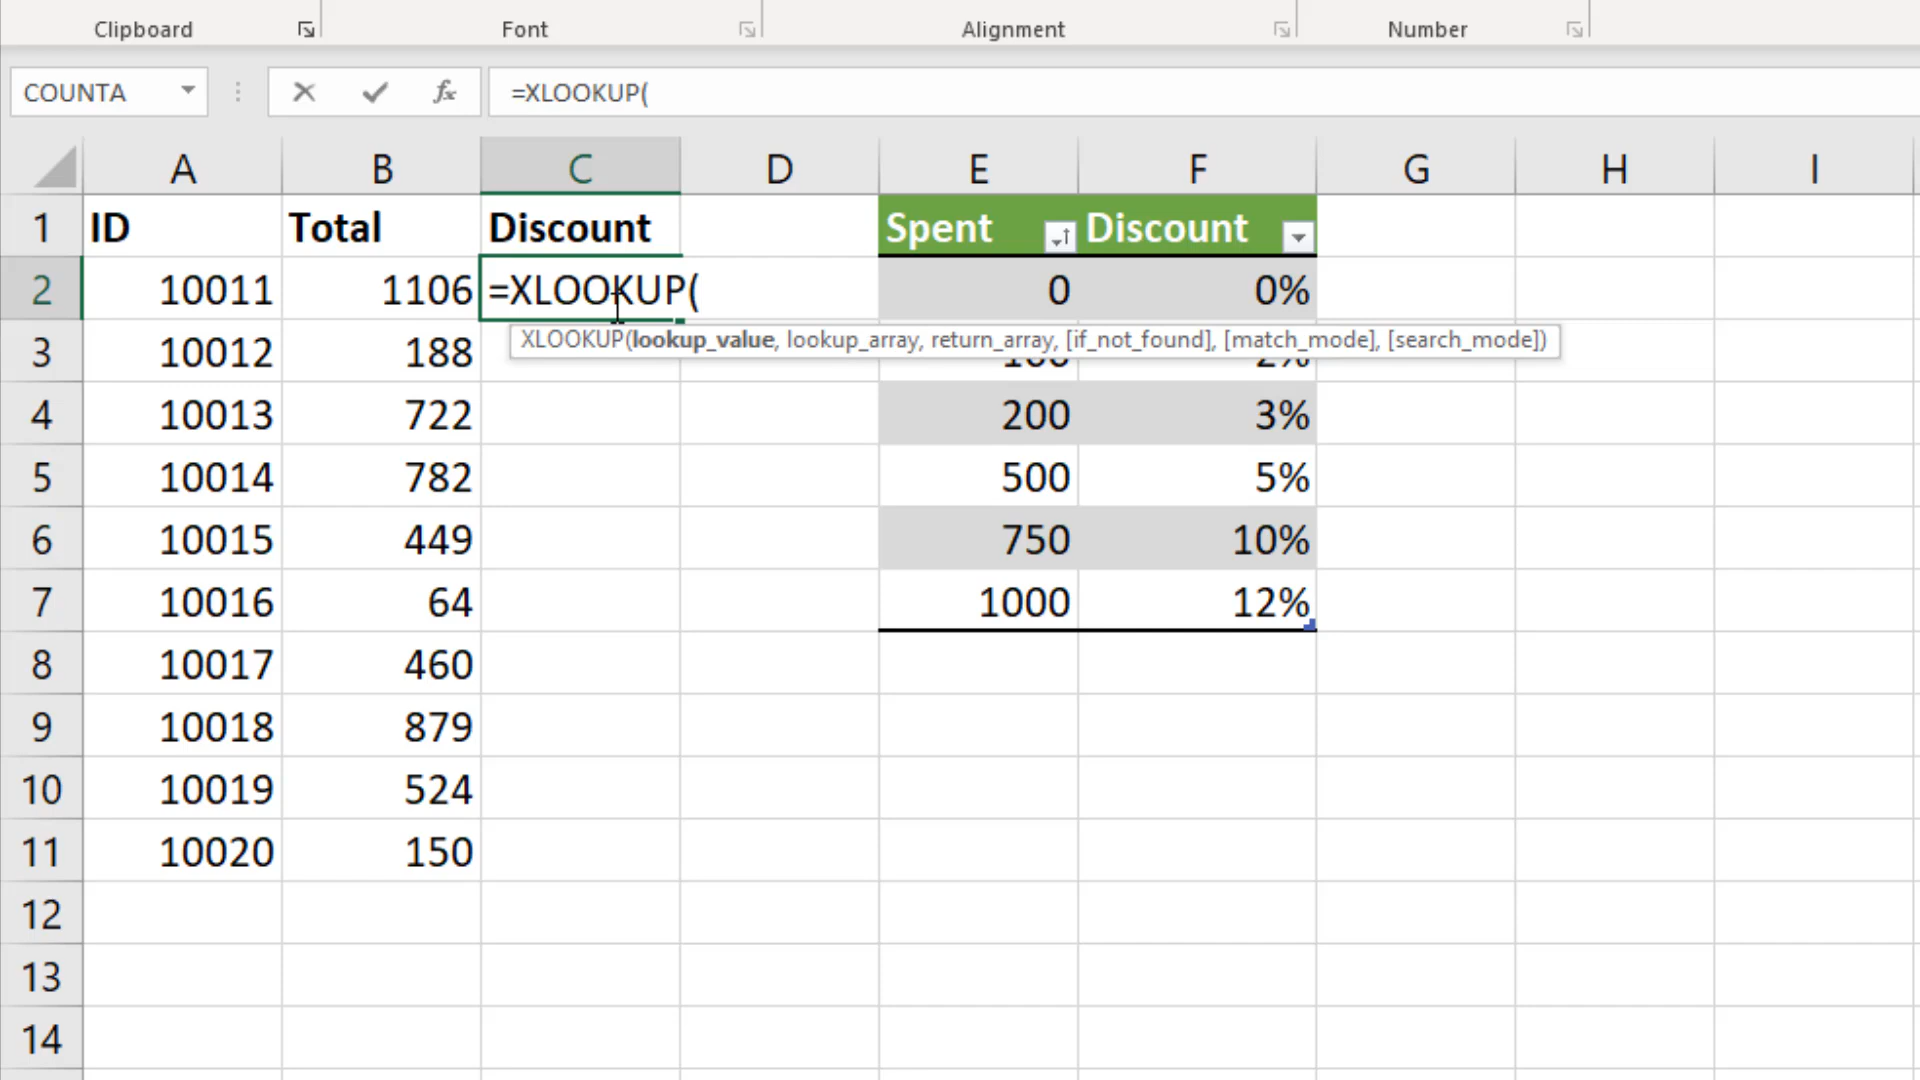 Clipboard Font Alignment Number
COUNTA fx =XLOOKUP(
A B C D E F G H I
1 ID Total Discount Spent Discount
2 10011 1106 =XLOOKUP( 0 0%
XLOOKUP(lookup_value, lookup_array, return_array, [if_not_found], [match_mode], [search_mode])
3 10012 188
4 10013 722 200 3%
5 10014 782 500 5%
6 10015 449 750 10%
7 10016 64 1000 12%
8 10017 460
9 10018 879
10 10019 524
11 10020 150
12
13
14